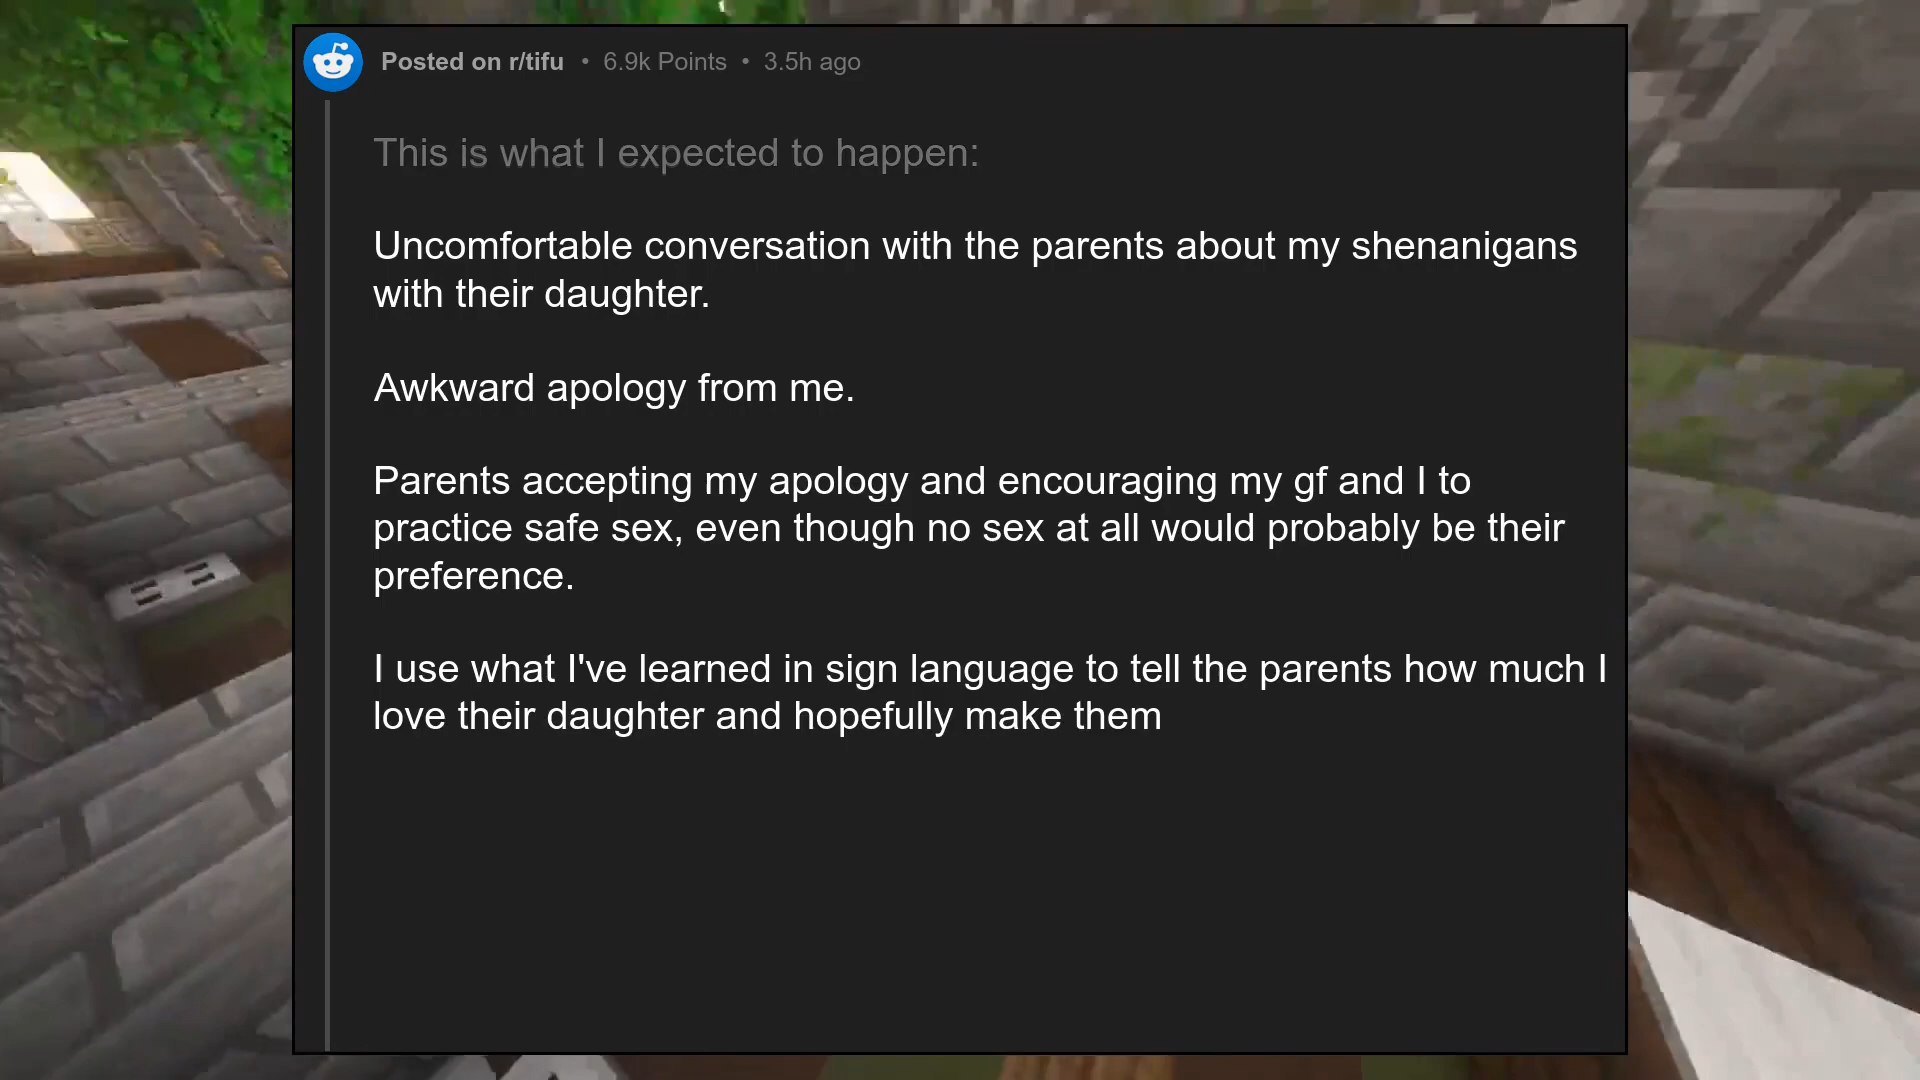 Posted on r/tifu • 6.9k Points • 3.5h ago
This is what I expected to happen:
Uncomfortable conversation with the parents about my shenanigans
with their daughter.
Awkward apology from me.
Parents accepting my apology and encouraging my gf and I to
practice safe sex, even though no sex at all would probably be their
preference.
I use what I've learned in sign language to tell the parents how much I
love their daughter and hopefully make them